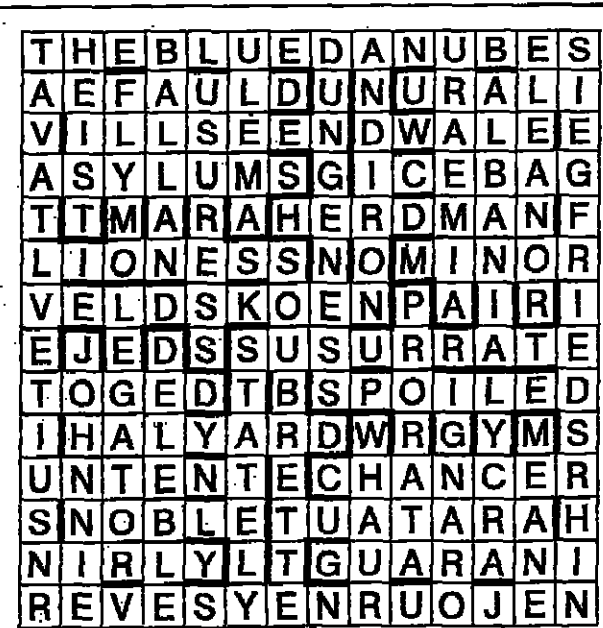 THEBLUEDANUBES
AEFAULDUNURALI
VILLSEENDWALEE
ASYLUMSGICEBAG
TTMARAHERDMANF
LIONESSNOMINOR
VELDSKOENPAIRI
EJEDSSUSURRATE
TOGEDTBSPOILED
IHALYARDWRGYMS
UNTENTECHANCER
SNOBLETUATARAH
NIRLYLTGUARANI
REVESYENRUOJEN